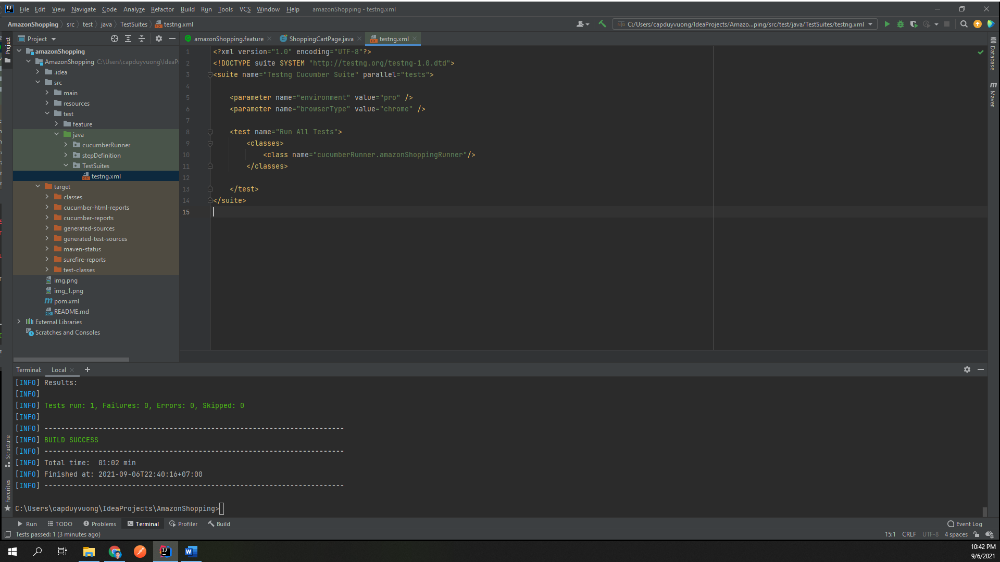 File Edit View Navigate Code Analyze Refactor Build Run Tools VCS Window Help amazonShopping - testng.xml
AmazonShopping src test java TestSuites testng.xml
C:/Users/capduyvuong/IdeaProjects/Amazo...ping/src/test/java/TestSuites/testng.xml
Project
Project
amazonShopping.feature ShoppingCartPage.java testng.xml
amazonShopping
AmazonShopping C:\Users\capduyvuong\IdeaPr
.idea
src
main
resources
test
feature
java
cucumberRunner
stepDefinition
TestSuites
testng.xml
target
classes
cucumber-html-reports
cucumber-reports
generated-sources
generated-test-sources
maven-status
surefire-reports
test-classes
img.png
img_1.png
pom.xml
README.md
External Libraries
Scratches and Consoles
1 <?xml version="1.0" encoding="UTF-8"?>
2 <!DOCTYPE suite SYSTEM "http://testng.org/testng-1.0.dtd">
3 <suite name="Testng Cucumber Suite" parallel="tests">
4
5 <parameter name="environment" value="pro" />
6 <parameter name="browserType" value="chrome" />
7
8 <test name="Run All Tests">
9 <classes>
10 <class name="cucumberRunner.amazonShoppingRunner"/>
11 </classes>
12
13 </test>
14 </suite>
15
Database
Maven
Terminal: Local
[INFO] Results:
[INFO]
[INFO] Tests run: 1, Failures: 0, Errors: 0, Skipped: 0
[INFO]
[INFO] ------------------------------------------------------------------------
[INFO] BUILD SUCCESS
[INFO] ------------------------------------------------------------------------
[INFO] Total time:  01:02 min
[INFO] Finished at: 2021-09-06T22:40:16+07:00
[INFO] ------------------------------------------------------------------------
C:\Users\capduyvuong\IdeaProjects\AmazonShopping>
Structure
Favorites
Run TODO Problems Terminal Profiler Build Event Log
Tests passed: 1 (3 minutes ago) 15:1 CRLF UTF-8 4 spaces
10:42 PM
9/6/2021